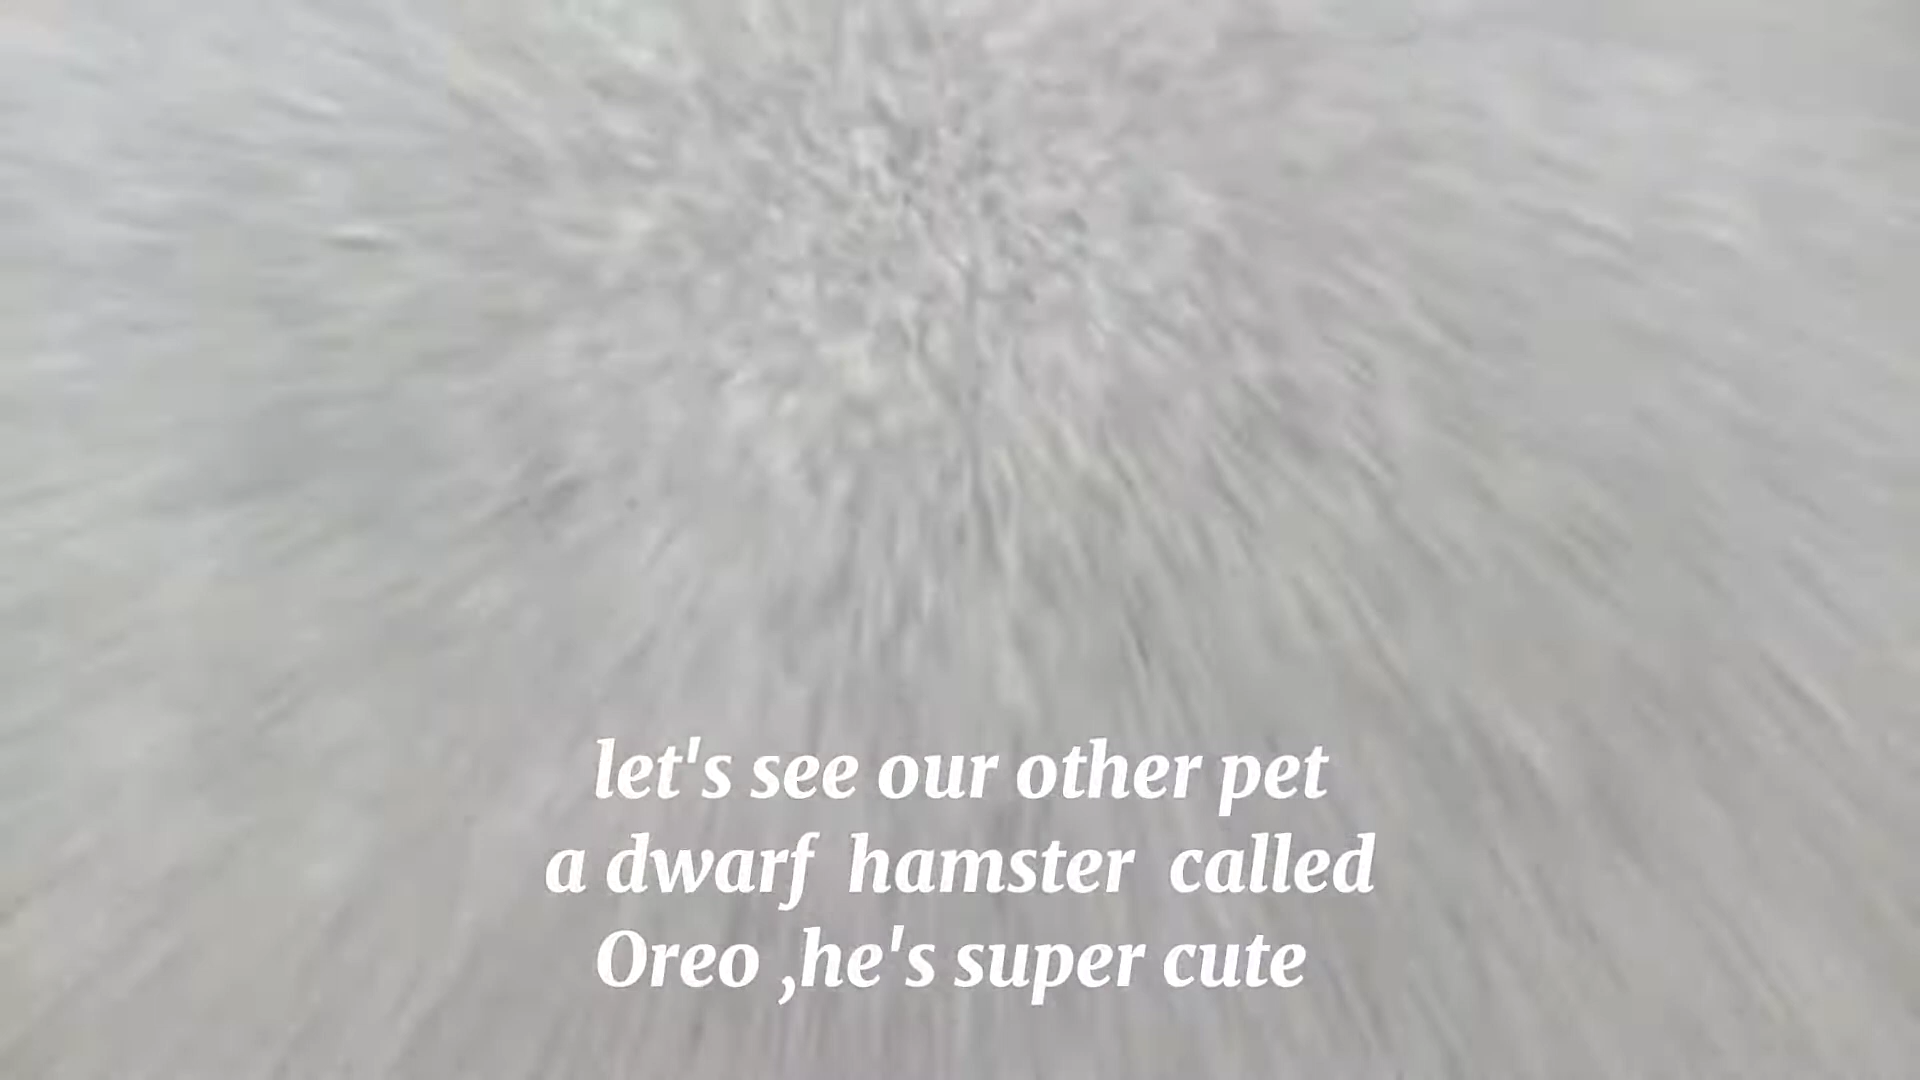 let's see our other pet
a dwarf hamster called
Oreo ,he's super cute